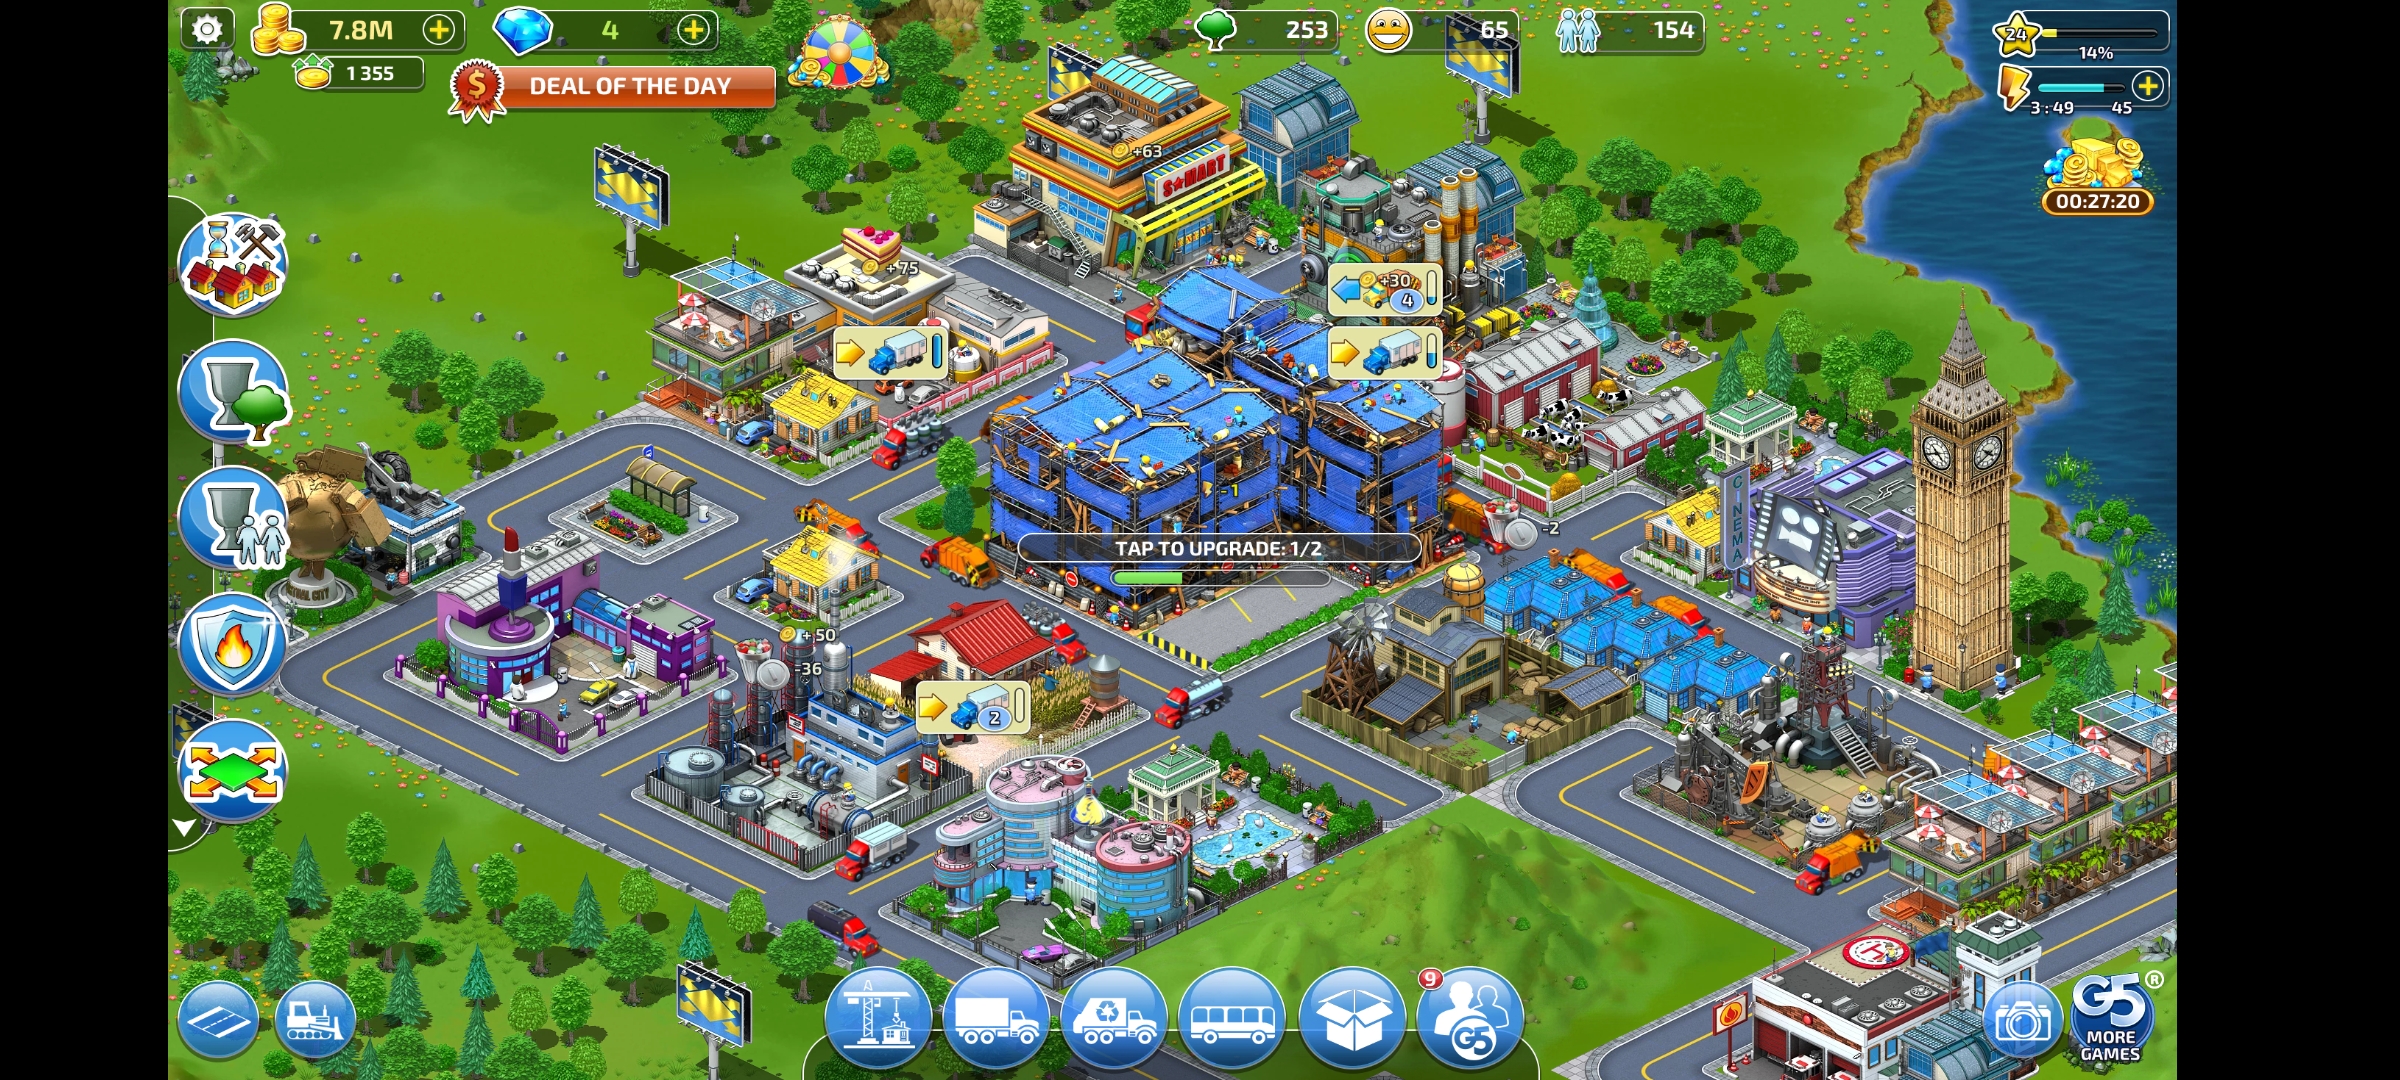 7.8M
4
253
65
154
24
14%
1 355
DEAL OF THE DAY
3:49
45
00:27:20
+63
S★MART
+75
+30
4
-1
-2
TAP TO UPGRADE: 1/2
CINEMA
+50
-36
2
9
G5
G5
®
MORE
GAMES
H